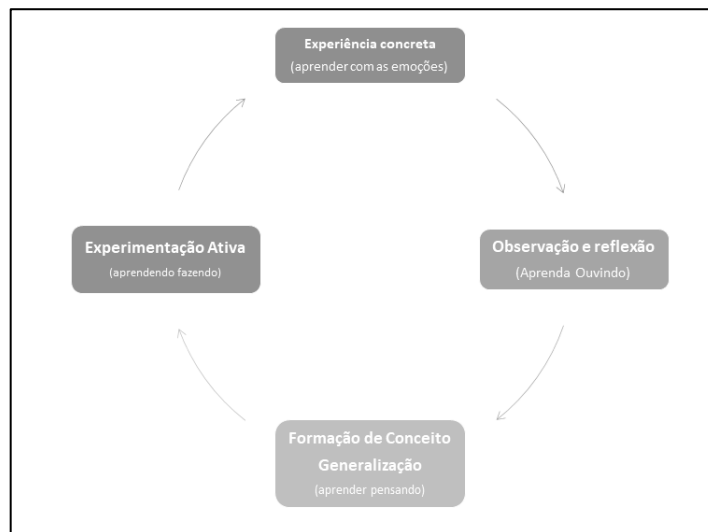 Experiência concreta
(aprender com as emoções)
Experimentação Ativa
(aprendendo fazendo)
Observação e reflexão
(Aprenda Ouvindo)
Formação de Conceito
Generalização
(aprender pensando)